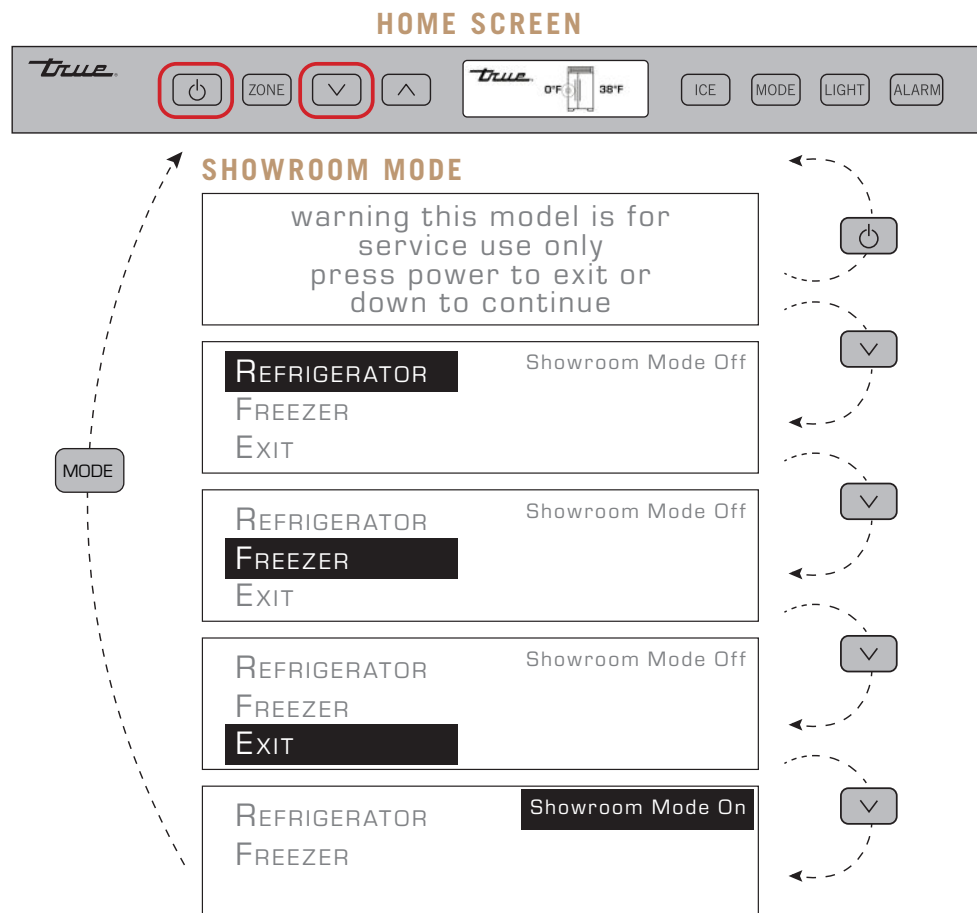 HOME SCREEN
true
ZONE
true
0°F
38°F
ICE
MODE
LIGHT
ALARM
SHOWROOM MODE
warning this model is for
service use only
press power to exit or
down to continue
REFRIGERATOR
Showroom Mode Off
FREEZER
EXIT
MODE
REFRIGERATOR
Showroom Mode Off
FREEZER
EXIT
REFRIGERATOR
Showroom Mode Off
FREEZER
EXIT
REFRIGERATOR
Showroom Mode On
FREEZER